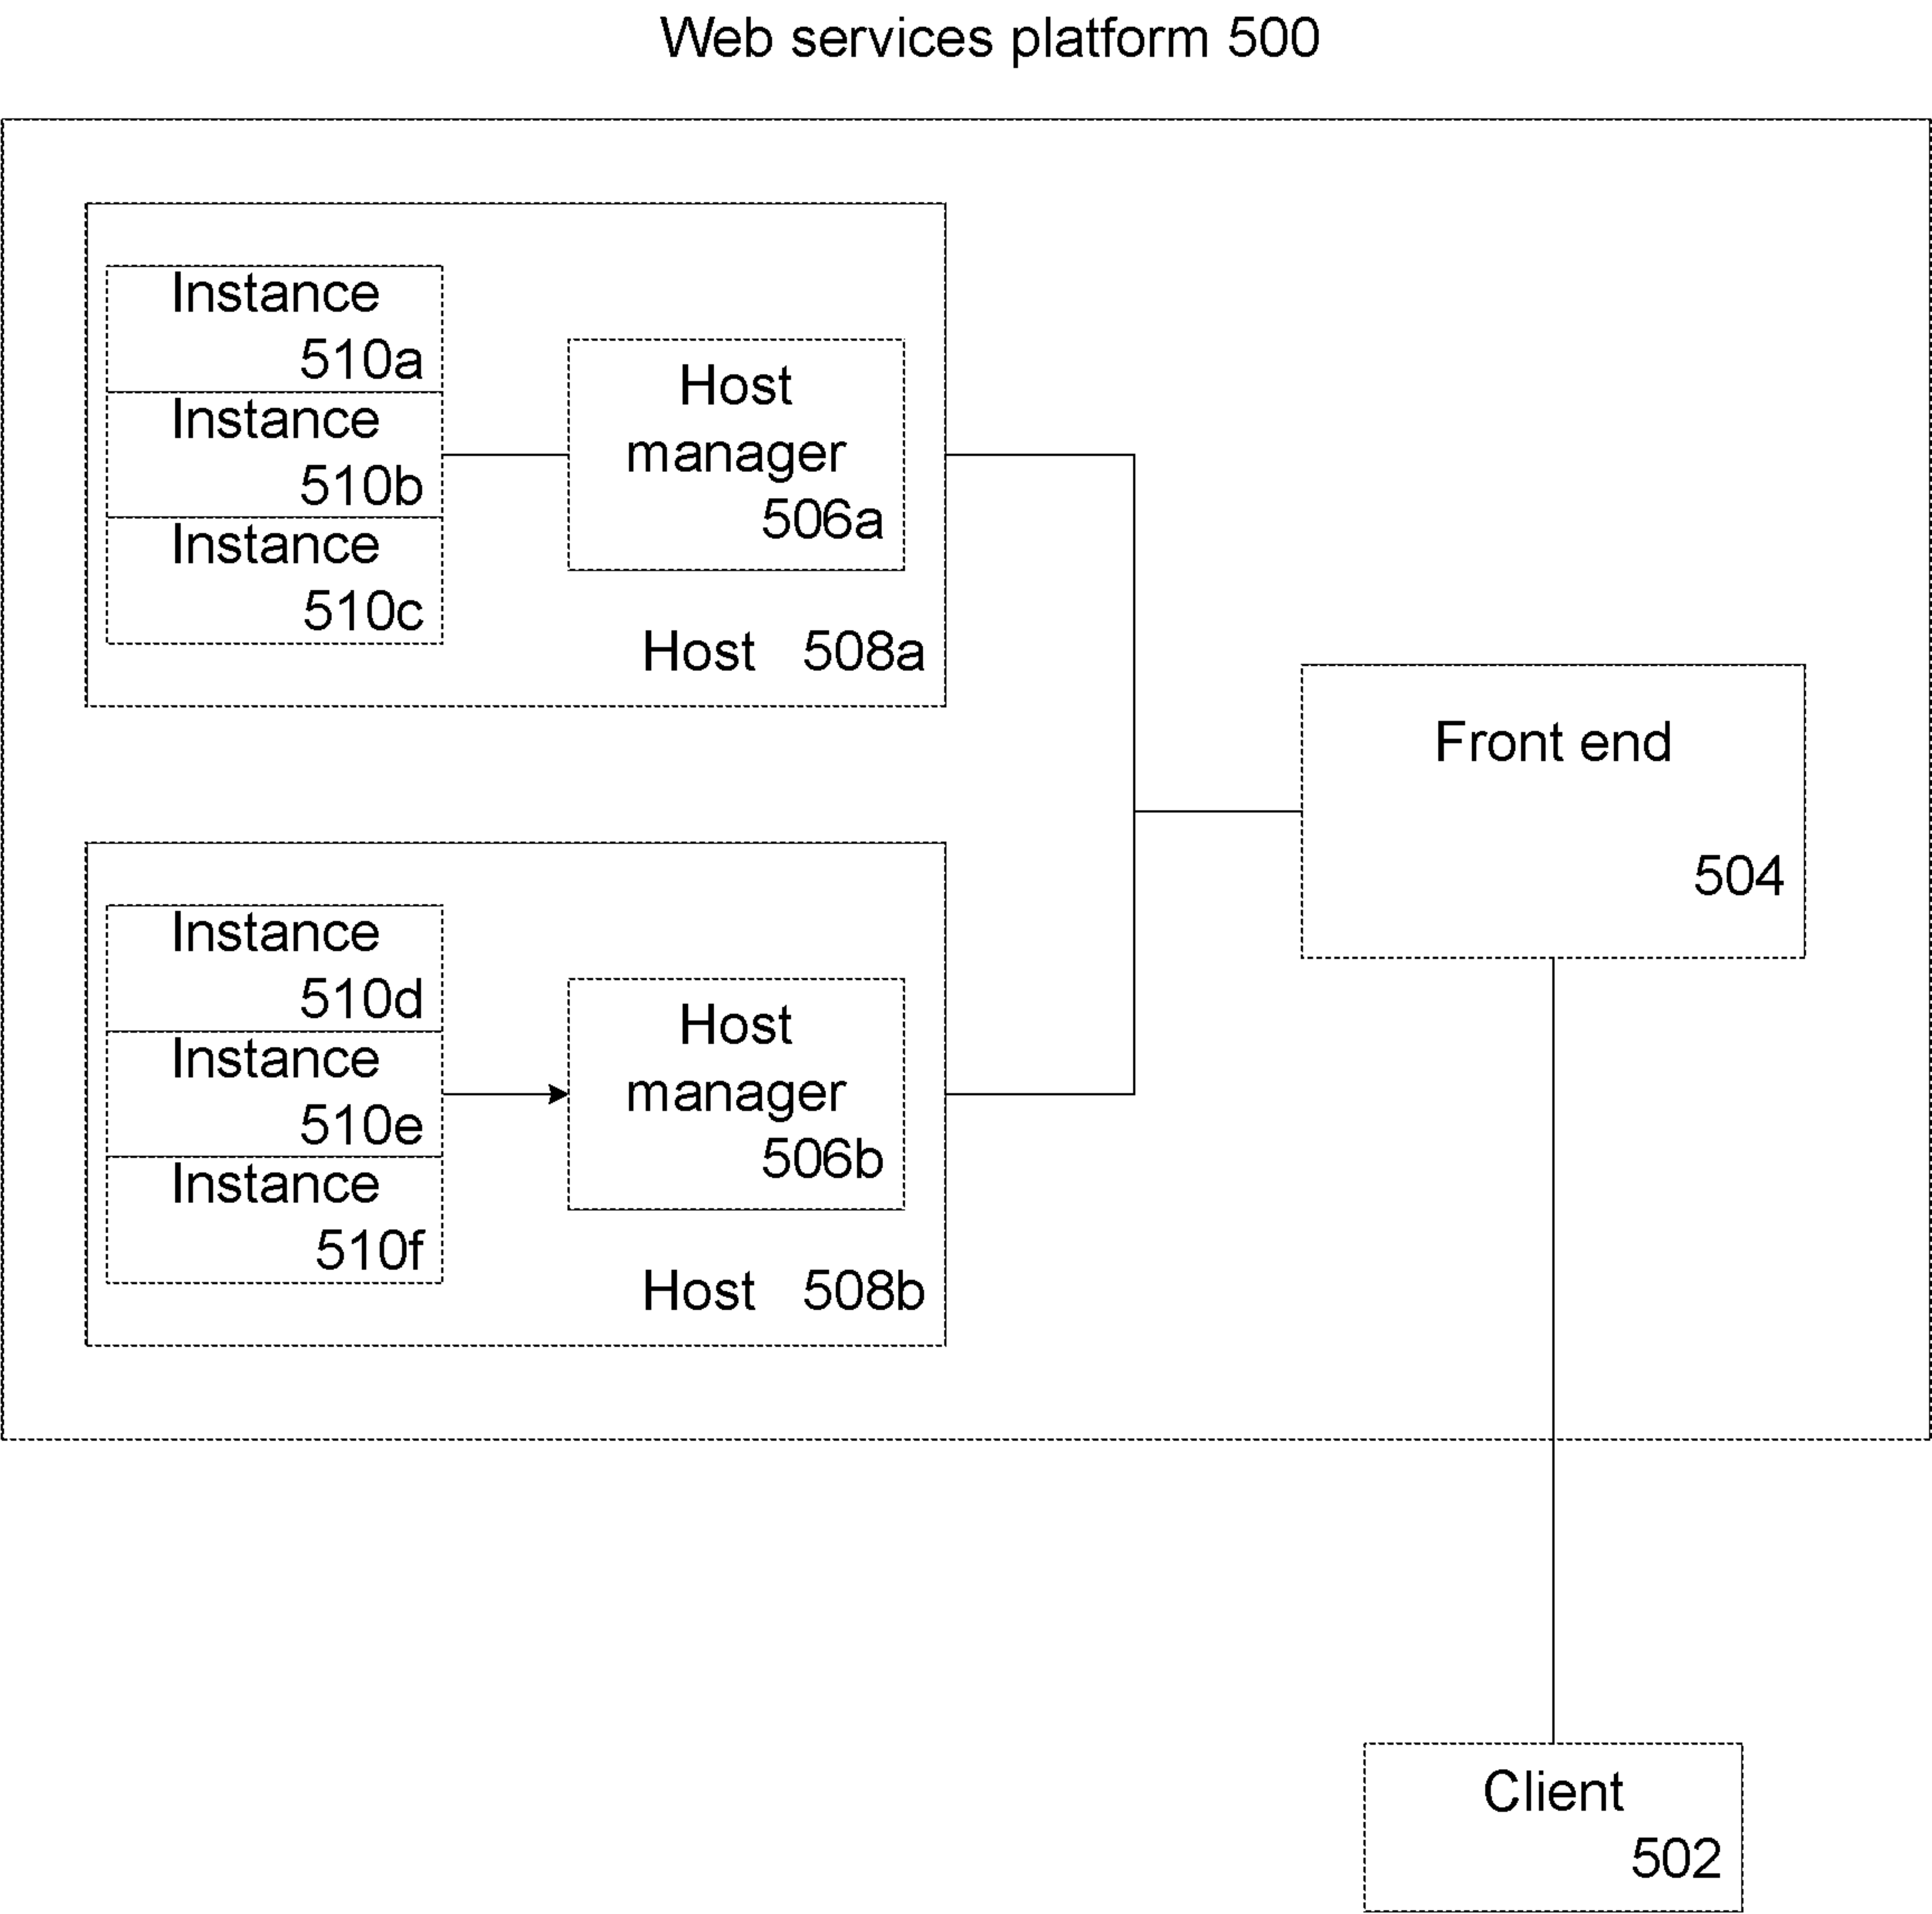 Web services platform 500
Instance
510a
Instance
510b
Instance
510c
Host
manager
506a
Host 508a
Front end
504
Instance
510d
Instance
510e
Instance
510f
Host
manager
506b
Host 508b
Client
502